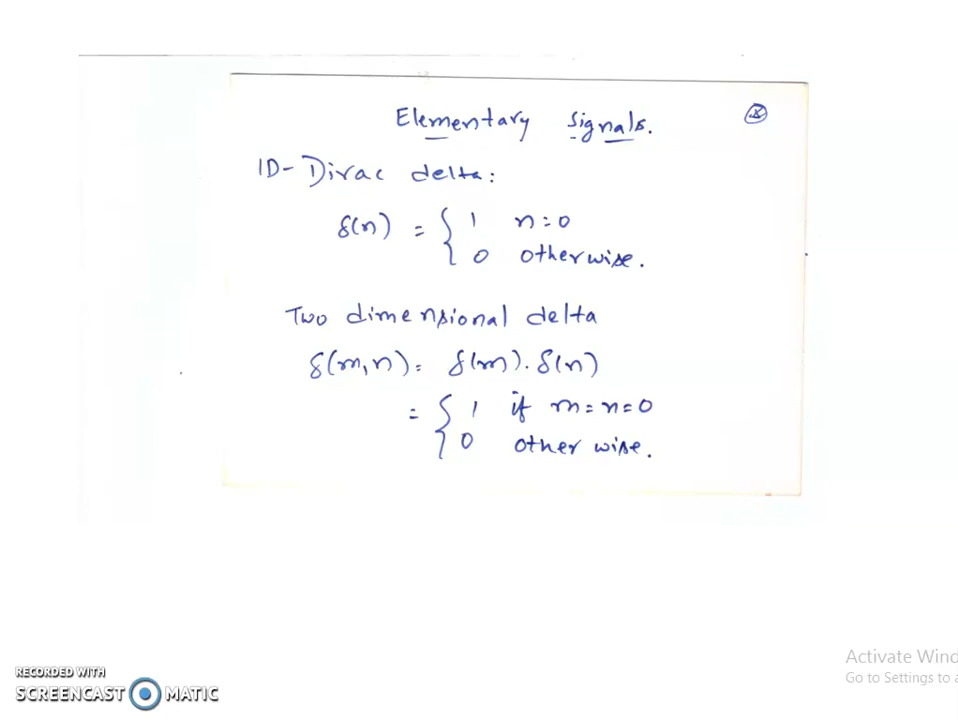 Elementary Signals.
1D- Dirac delta:
δ(n) = { 1 n=0
0 otherwise.
Two dimensional delta
δ(m,n) = δ(m).δ(n)
= { 1 if m=n=0
0 other wise.
RECORDED WITH
SCREENCAST MATIC
Activate Wind
Go to Settings to a